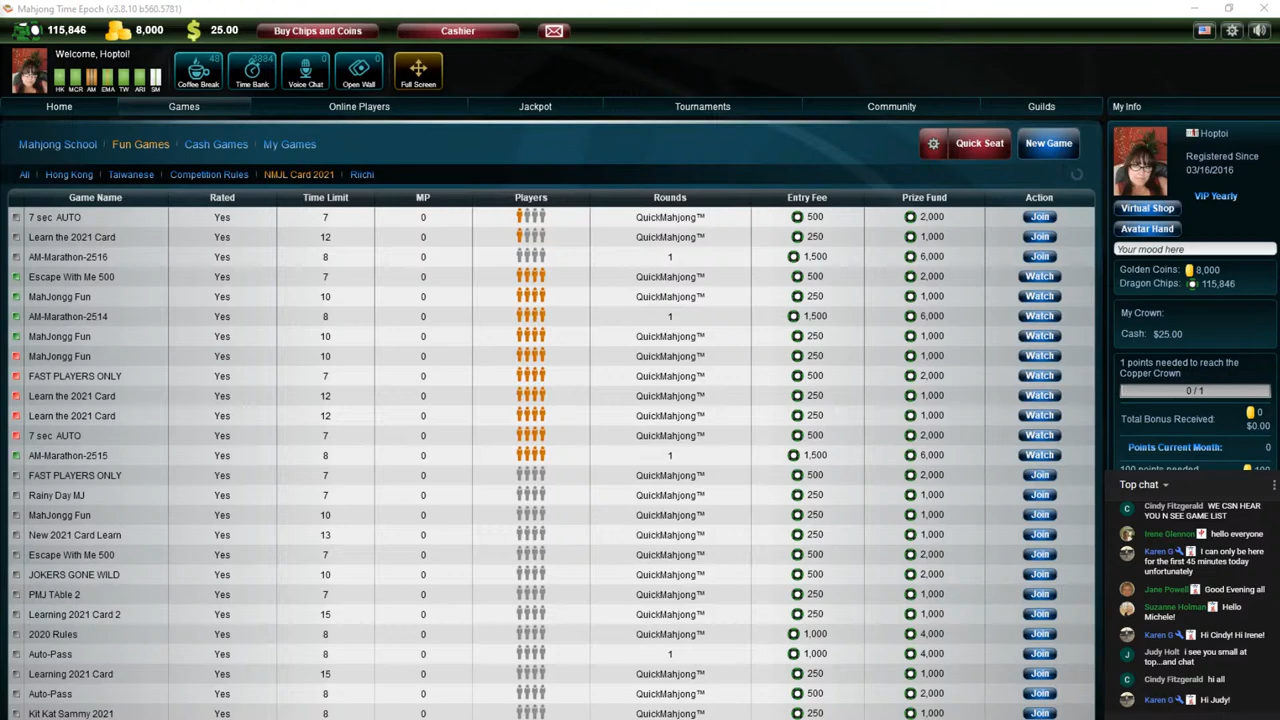 Mahjong Time Epoch (v3.8.10 b560.5781)
115,846 8,000 $ 25.00 Buy Chips and Coins Cashier
Welcome, Hoptoi!
HK MCR AM EMA TW ARI SM
48 Coffee Break
3884 Time Bank
0 Voice Chat
0 Open Wall
Full Screen
Home Games Online Players Jackpot Tournaments Community Guilds My Info
Mahjong School Fun Games Cash Games My Games Quick Seat New Game
All Hong Kong Taiwanese Competition Rules NMJL Card 2021 Riichi
Game Name Rated Time Limit MP Players Rounds Entry Fee Prize Fund Action
7 sec AUTO Yes 7 0 QuickMahjong™ 500 2,000 Join
Learn the 2021 Card Yes 12 0 QuickMahjong™ 250 1,000 Join
AM-Marathon-2516 Yes 8 0 1 1,500 6,000 Join
Escape With Me 500 Yes 7 0 QuickMahjong™ 500 2,000 Watch
MahJongg Fun Yes 10 0 QuickMahjong™ 250 1,000 Watch
AM-Marathon-2514 Yes 8 0 1 1,500 6,000 Watch
MahJongg Fun Yes 10 0 QuickMahjong™ 250 1,000 Watch
MahJongg Fun Yes 10 0 QuickMahjong™ 250 1,000 Watch
FAST PLAYERS ONLY Yes 7 0 QuickMahjong™ 500 2,000 Watch
Learn the 2021 Card Yes 12 0 QuickMahjong™ 250 1,000 Watch
Learn the 2021 Card Yes 12 0 QuickMahjong™ 250 1,000 Watch
7 sec AUTO Yes 7 0 QuickMahjong™ 500 2,000 Watch
AM-Marathon-2515 Yes 8 0 1 1,500 6,000 Watch
FAST PLAYERS ONLY Yes 7 0 QuickMahjong™ 500 2,000 Join
Rainy Day MJ Yes 7 0 QuickMahjong™ 250 1,000 Join
MahJongg Fun Yes 10 0 QuickMahjong™ 250 1,000 Join
New 2021 Card Learn Yes 13 0 QuickMahjong™ 250 1,000 Join
Escape With Me 500 Yes 7 0 QuickMahjong™ 500 2,000 Join
JOKERS GONE WILD Yes 10 0 QuickMahjong™ 250 1,000 Join
PMJ TAble 2 Yes 7 0 QuickMahjong™ 250 1,000 Join
Learning 2021 Card 2 Yes 15 0 QuickMahjong™ 250 1,000 Join
2020 Rules Yes 8 0 QuickMahjong™ 1,000 4,000 Join
Auto-Pass Yes 8 0 1 1,000 4,000 Join
Learning 2021 Card Yes 15 0 QuickMahjong™ 250 1,000 Join
Auto-Pass Yes 8 0 QuickMahjong™ 500 2,000 Join
Kit Kat Sammy 2021 Yes 8 0 QuickMahjong™ 250 1,000 Join
Hoptoi
Registered Since
03/16/2016
VIP Yearly
Virtual Shop
Avatar Hand
Your mood here
Golden Coins: 8,000
Dragon Chips: 115,846
My Crown:
Cash: $25.00
1 points needed to reach the
Copper Crown
0 / 1
Total Bonus Received: 0
$0.00
Points Current Month: 0
Top chat
C Cindy Fitzgerald WE CSN HEAR
YOU N SEE GAME LIST
Irene Glennon hello everyone
Karen G I can only be here
for the first 45 minutes today
unfortunately
Jane Powell Good Evening all
Suzanne Holman Hello
Michele!
Karen G Hi Cindy! Hi Irene!
J Judy Holt i see you small at
top...and chat
C Cindy Fitzgerald hi all
Karen G Hi Judy!